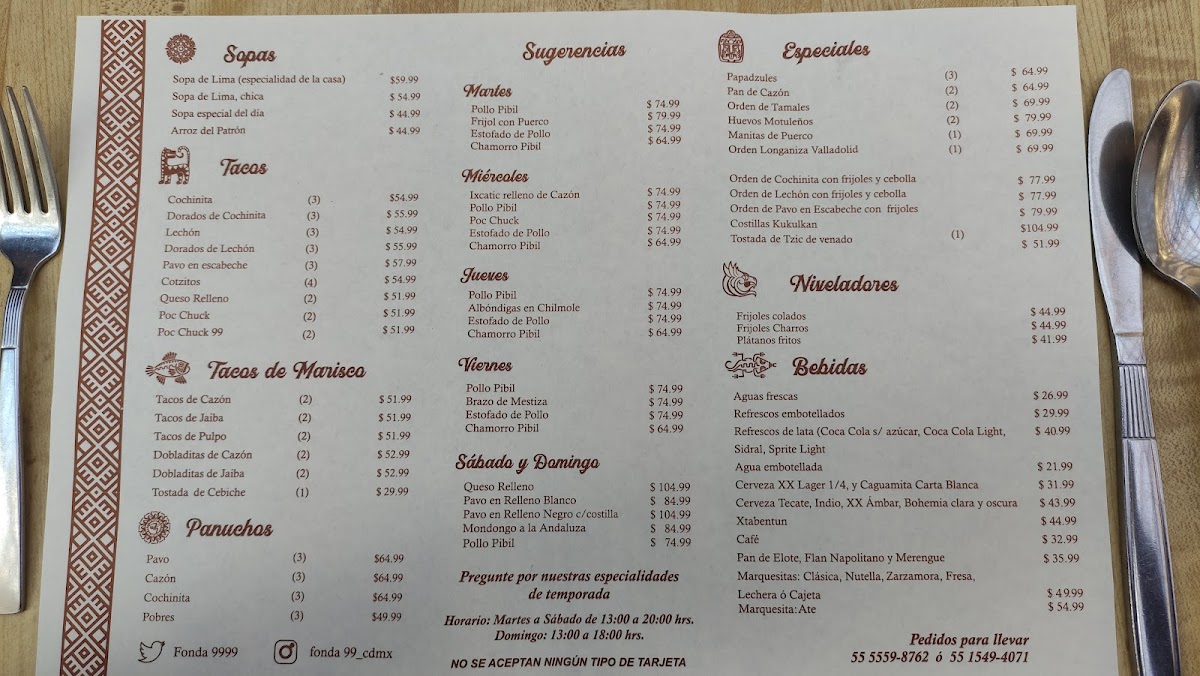 Sopas
Sopa de Lima (especialidad de la casa) $59.99
Sopa de Lima, chica $ 54.99
Sopa especial del día $ 44.99
Arroz del Patrón $ 44.99
Tacos
Cochinita (3) $54.99
Dorados de Cochinita (3) $ 55.99
Lechón (3) $ 54.99
Dorados de Lechón (3) $ 55.99
Pavo en escabeche (3) $ 57.99
Cotzitos (4) $ 54.99
Queso Relleno (2) $ 51.99
Poc Chuck (2) $ 51.99
Poc Chuck 99 (2) $ 51.99
Tacos de Marisco
Tacos de Cazón (2) $ 51.99
Tacos de Jaiba (2) $ 51.99
Tacos de Pulpo (2) $ 51.99
Dobladitas de Cazón (2) $ 52.99
Dobladitas de Jaiba (2) $ 52.99
Tostada de Cebiche (1) $ 29.99
Panuchos
Pavo (3) $64.99
Cazón (3) $64.99
Cochinita (3) $64.99
Pobres (3) $49.99
Fonda 9999 fonda 99_cdmx
Sugerencias
Martes
Pollo Pibil $ 74.99
Frijol con Puerco $ 79.99
Estofado de Pollo $ 74.99
Chamorro Pibil $ 64.99
Miércoles
Ixcatic relleno de Cazón $ 74.99
Pollo Pibil $ 74.99
Poc Chuck $ 74.99
Estofado de Pollo $ 74.99
Chamorro Pibil $ 64.99
Jueves
Pollo Pibil $ 74.99
Albóndigas en Chilmole $ 74.99
Estofado de Pollo $ 74.99
Chamorro Pibil $ 64.99
Viernes
Pollo Pibil $ 74.99
Brazo de Mestiza $ 74.99
Estofado de Pollo $ 74.99
Chamorro Pibil $ 64.99
Sábado y Domingo
Queso Relleno $ 104.99
Pavo en Relleno Blanco $ 84.99
Pavo en Relleno Negro c/costilla $ 104.99
Mondongo a la Andaluza $ 84.99
Pollo Pibil $ 74.99
Pregunte por nuestras especialidades
de temporada
Horario: Martes a Sábado de 13:00 a 20:00 hrs.
Domingo: 13:00 a 18:00 hrs.
NO SE ACEPTAN NINGÚN TIPO DE TARJETA
Especiales
Papadzules (3) $ 64.99
Pan de Cazón (2) $ 64.99
Orden de Tamales (2) $ 69.99
Huevos Motuleños (2) $ 79.99
Manitas de Puerco (1) $ 69.99
Orden Longaniza Valladolid (1) $ 69.99
Orden de Cochinita con frijoles y cebolla $ 77.99
Orden de Lechón con frijoles y cebolla $ 77.99
Orden de Pavo en Escabeche con frijoles $ 79.99
Costillas Kukulkan $104.99
Tostada de Tzic de venado (1) $ 51.99
Niveladores
Frijoles colados $ 44.99
Frijoles Charros $ 44.99
Plátanos fritos $ 41.99
Bebidas
Aguas frescas $ 26.99
Refrescos embotellados $ 29.99
Refrescos de lata (Coca Cola s/ azúcar, Coca Cola Light, $ 40.99
Sidral, Sprite Light
Agua embotellada $ 21.99
Cerveza XX Lager 1/4, y Caguamita Carta Blanca $ 31.99
Cerveza Tecate, Indio, XX Ámbar, Bohemia clara y oscura $ 43.99
Xtabentun $ 44.99
Café $ 32.99
Pan de Elote, Flan Napolitano y Merengue $ 35.99
Marquesitas: Clásica, Nutella, Zarzamora, Fresa,
Lechera ó Cajeta $ 49.99
Marquesita: Ate $ 54.99
Pedidos para llevar
55 5559-8762 ó 55 1549-4071